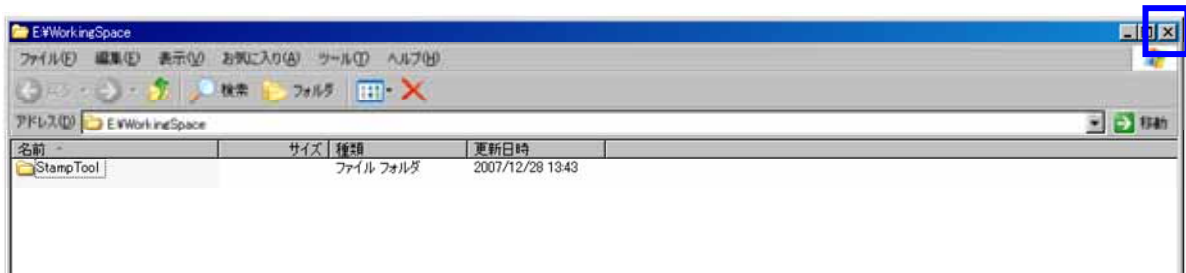 E:¥WorkingSpace
ファイル(F) 編集(E) 表示(V) お気に入り(A) ツール(T) ヘルプ(H)
戻る 検索 フォルダ
アドレス(D) E:¥WorkingSpace 移動
名前 サイズ 種類 更新日時
StampTool ファイル フォルダ 2007/12/28 13:43